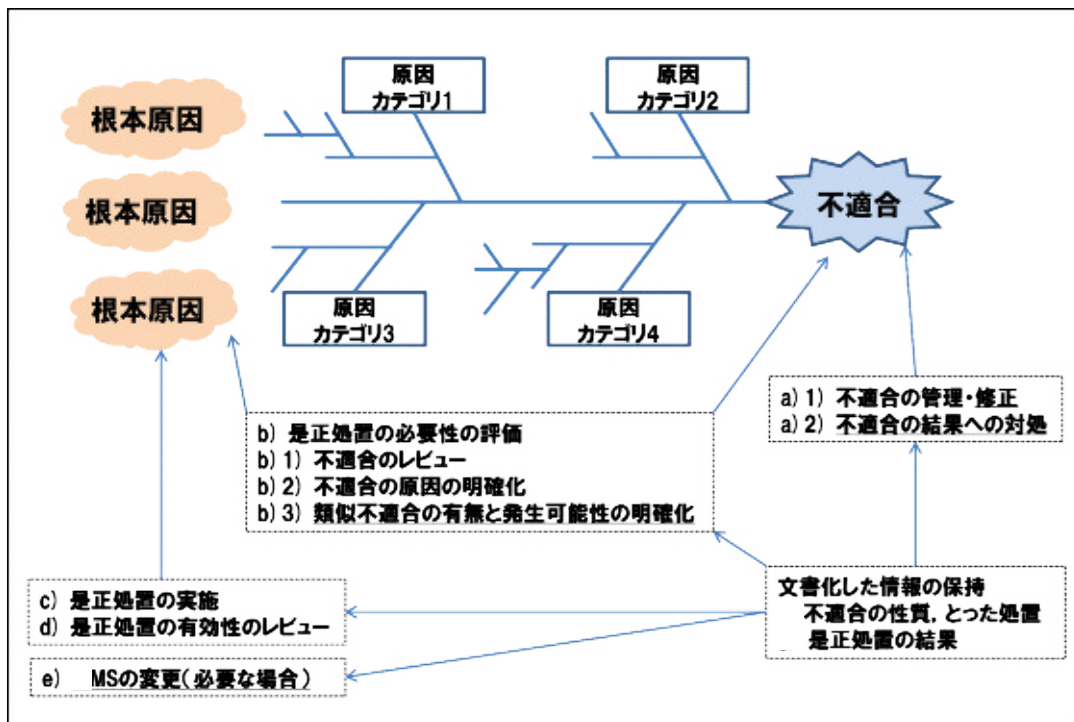 原因
カテゴリ1
原因
カテゴリ2
根本原因
根本原因
不適合
根本原因
原因
カテゴリ3
原因
カテゴリ4
a) 1) 不適合の管理・修正
a) 2) 不適合の結果への対処
b) 是正処置の必要性の評価
b) 1) 不適合のレビュー
b) 2) 不適合の原因の明確化
b) 3) 類似不適合の有無と発生可能性の明確化
c) 是正処置の実施
d) 是正処置の有効性のレビュー
文書化した情報の保持
不適合の性質, とった処置
是正処置の結果
e) MSの変更(必要な場合)